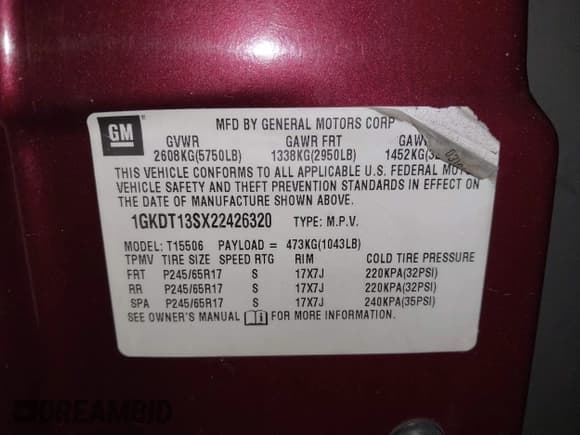 GM
MFD BY GENERAL MOTORS CORP
GVWR GAWR FRT GAWR
2608KG(5750LB) 1338KG(2950LB) 1452KG(
THIS VEHICLE CONFORMS TO ALL APPLICABLE U.S. FEDERAL MOTO
VEHICLE SAFETY AND THEFT PREVENTION STANDARDS IN EFFECT ON
THE DATE OF MANUFACTURE SHOWN ABOVE.
1GKDT13SX22426320 TYPE: M.P.V.
MODEL: T15506 PAYLOAD = 473KG(1043LB)
TPMV TIRE SIZE SPEED RTG RIM COLD TIRE PRESSURE
FRT P245/65R17 S 17X7J 220KPA(32PSI)
RR P245/65R17 S 17X7J 220KPA(32PSI)
SPA P245/65R17 S 17X7J 240KPA(35PSI)
SEE OWNER'S MANUAL FOR MORE INFORMATION.
DREAMBID